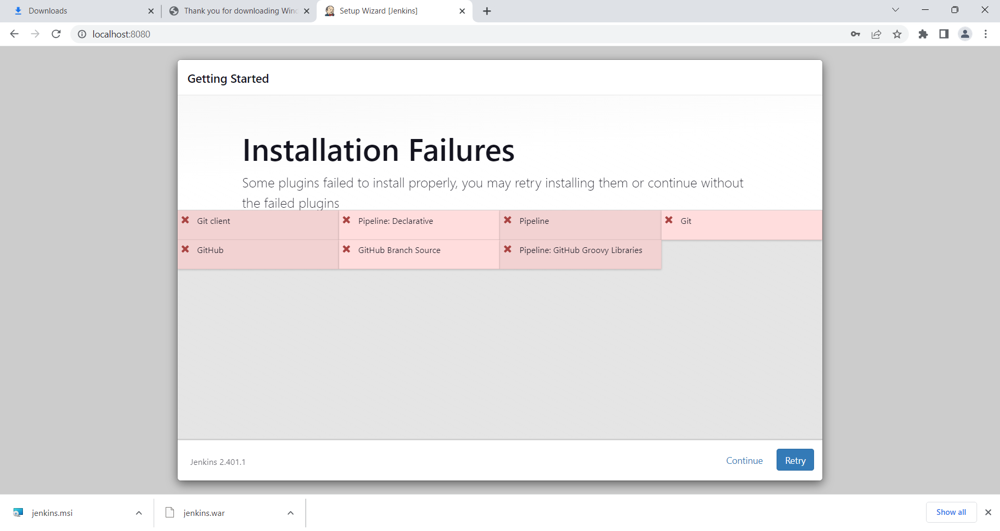 Downloads
Thank you for downloading Win
Setup Wizard [Jenkins]
localhost:8080
Getting Started
Installation Failures
Some plugins failed to install properly, you may retry installing them or continue without
the failed plugins
Git client
Pipeline: Declarative
Pipeline
Git
GitHub
GitHub Branch Source
Pipeline: GitHub Groovy Libraries
Jenkins 2.401.1
Continue
Retry
jenkins.msi
jenkins.war
Show all